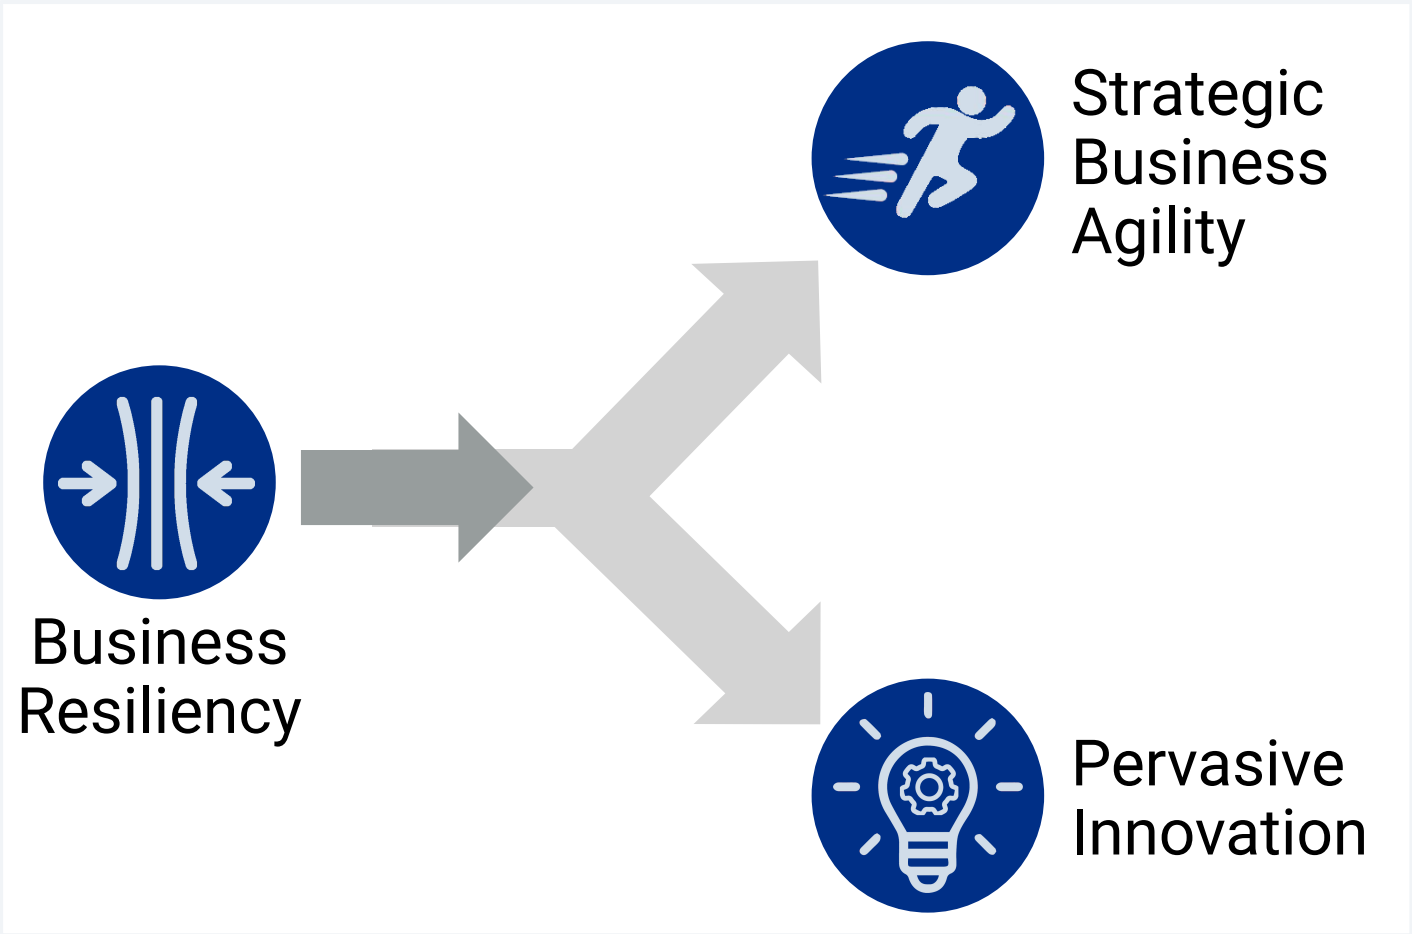 Strategic
Business
Agility
Business
Resiliency
Pervasive
Innovation